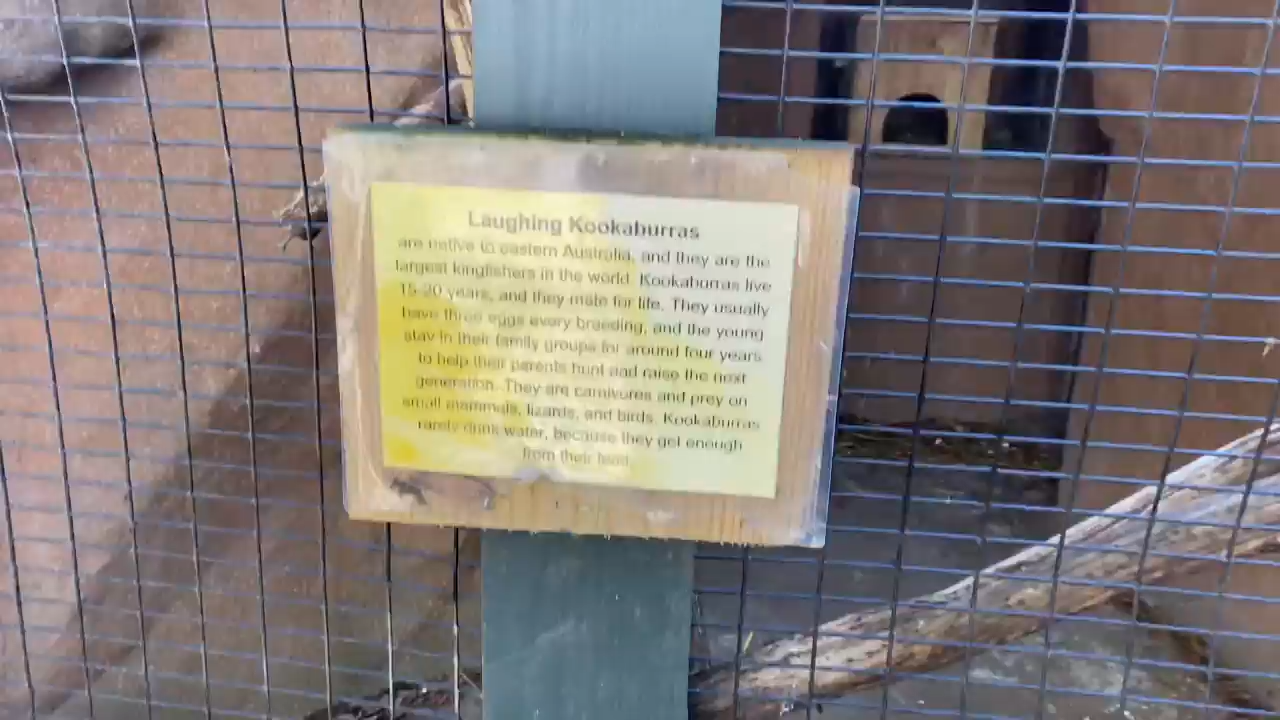 Laughing Kookaburras
are native to eastern Australia, and they are the
largest kingfishers in the world. Kookaburras live
15-20 years, and they mate for life. They usually
have three eggs every breeding, and the young
stay in their family groups for around four years
to help their parents hunt and raise the next
generation. They are carnivores and prey on
small mammals, lizards, and birds. Kookaburras
rarely drink water, because they get enough
from their food.